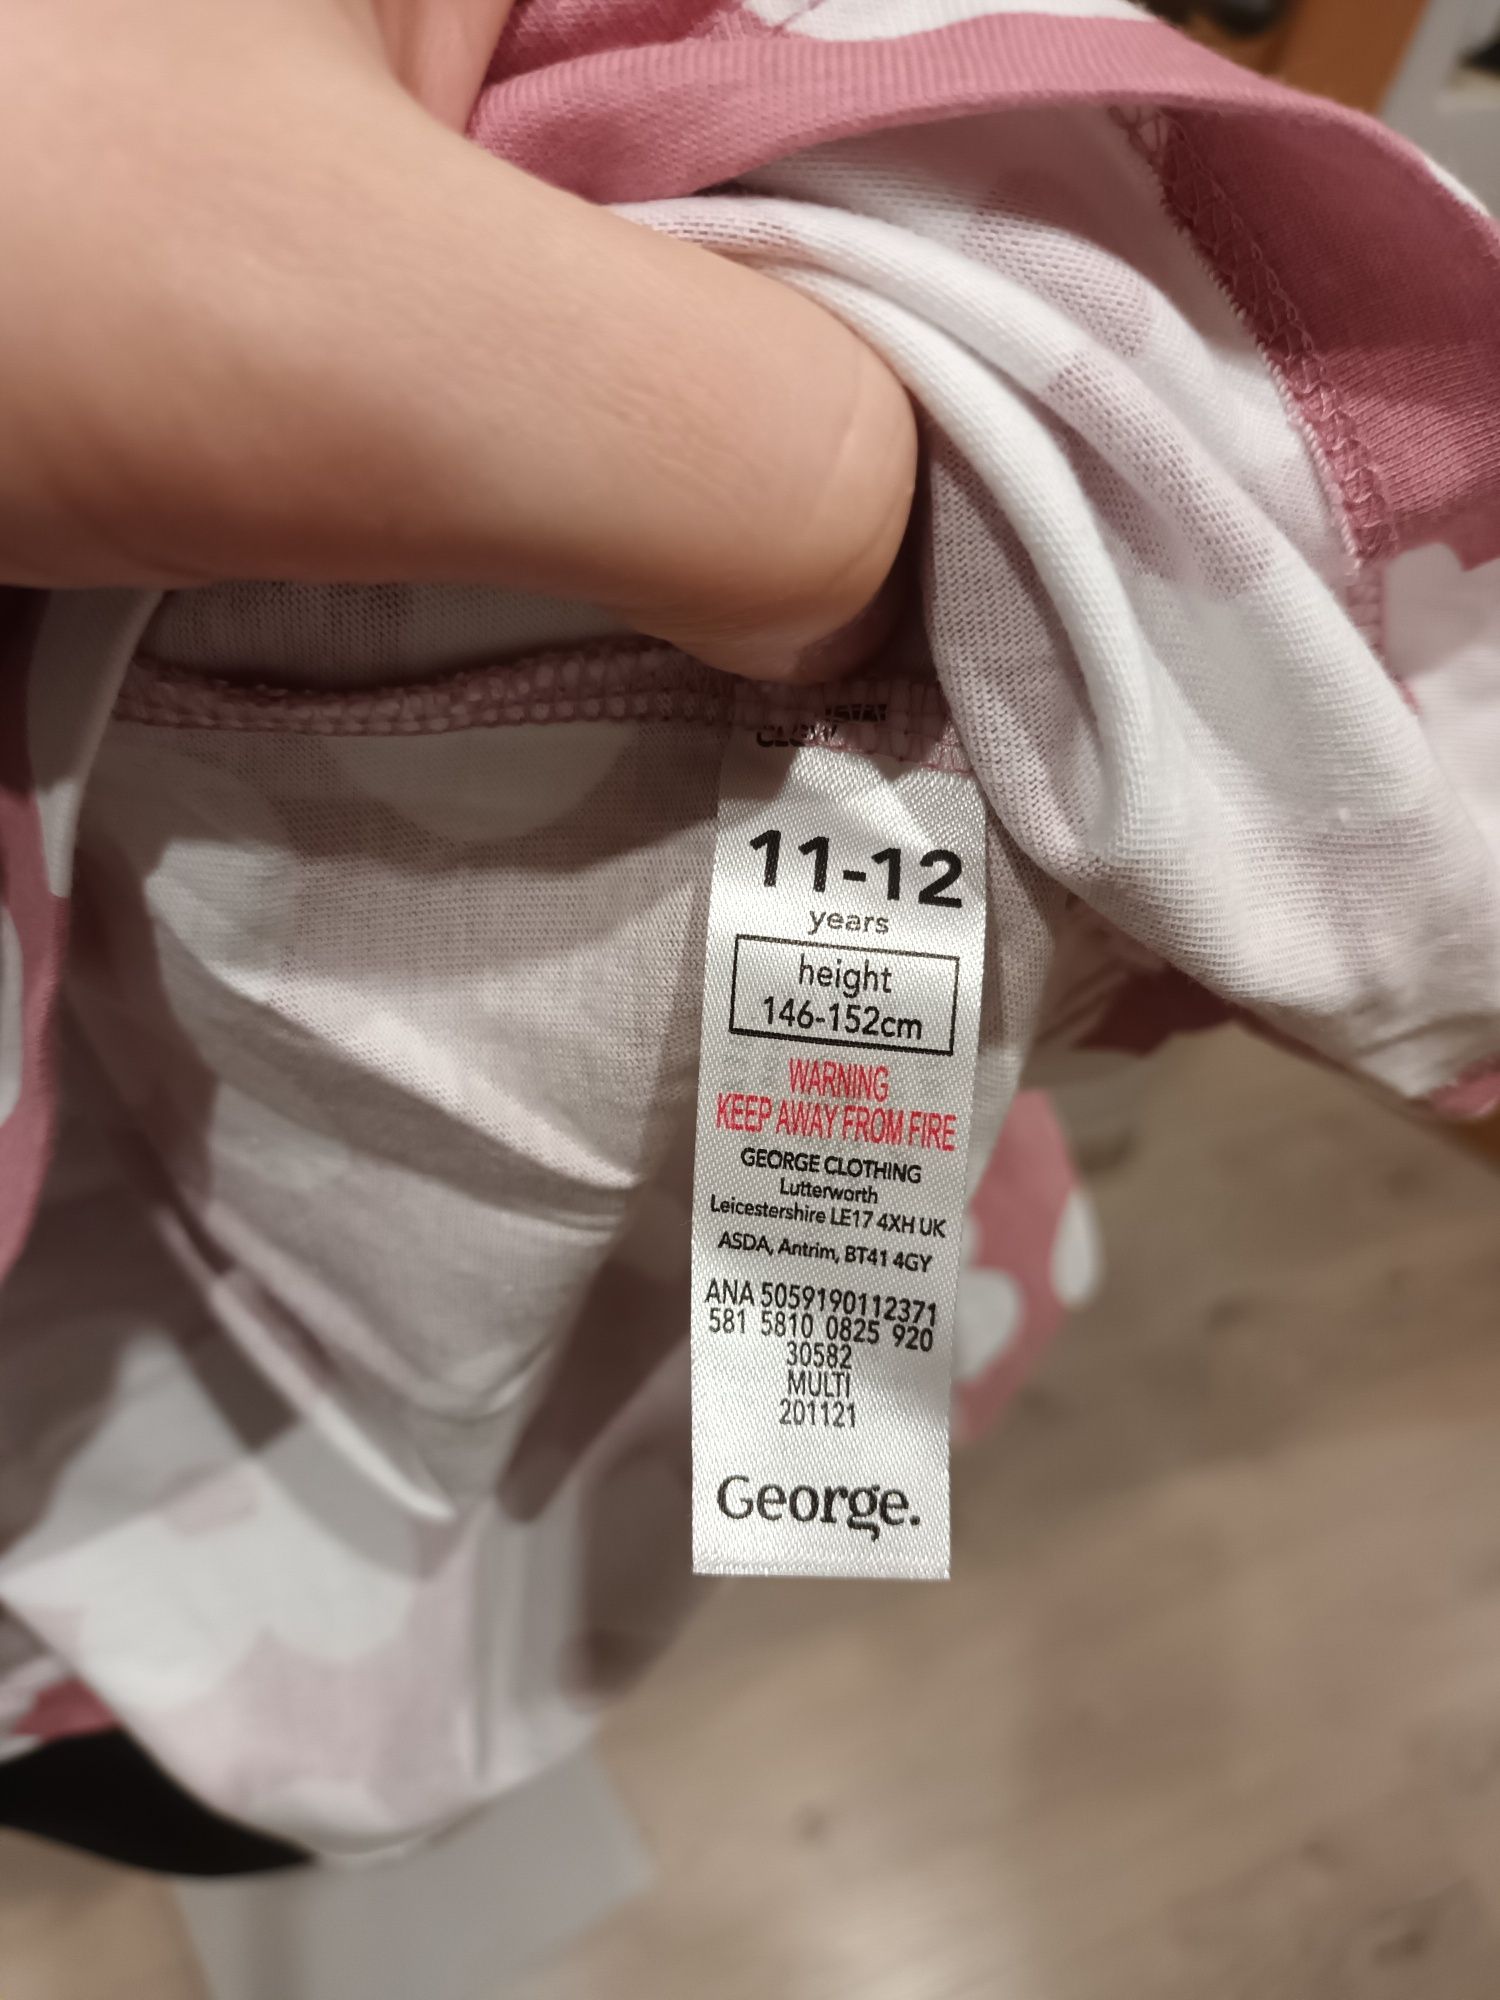 11-12
years
height
146-152cm
WARNING
KEEP AWAY FROM FIRE
GEORGE CLOTHING
Lutterworth
Leicestershire LE17 4XH UK
ASDA, Antrim, BT41 4GY
ANA 5059190112371
581 5810 0825 920
30582
MULTI
201121
George.